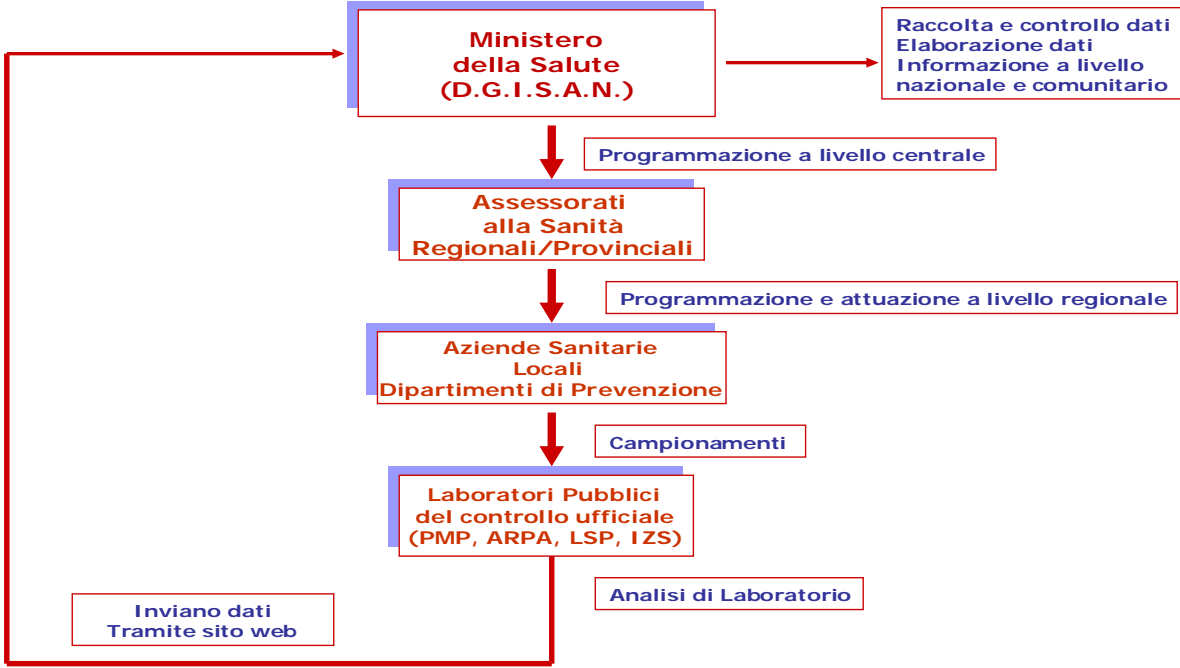 Ministero
della Salute
(D.G.I.S.A.N.)
Raccolta e controllo dati
Elaborazione dati
Informazione a livello
nazionale e comunitario
Programmazione a livello centrale
Assessorati
alla Sanità
Regionali/Provinciali
Programmazione e attuazione a livello regionale
Aziende Sanitarie
Locali
Dipartimenti di Prevenzione
Campionamenti
Laboratori Pubblici
del controllo ufficiale
(PMP, ARPA, LSP, IZS)
Analisi di Laboratorio
Inviano dati
Tramite sito web